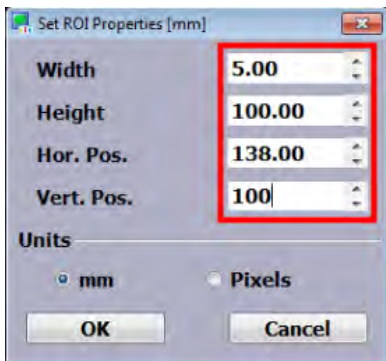 Set ROI Properties [mm]
Width 5.00
Height 100.00
Hor. Pos. 138.00
Vert. Pos. 100
Units
mm Pixels
OK Cancel